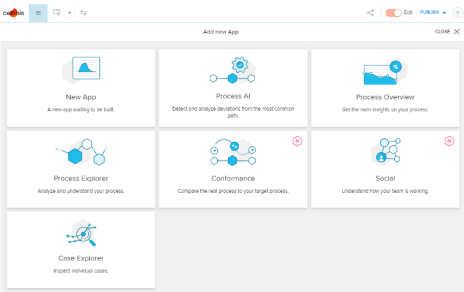 celonis
Edit PUBLISH
Add new App
CLOSE
New App
A new app waiting to be built.
Process AI
Detect and analyze deviations from the most common
path.
Process Overview
Get the main insights on your process.
Process Explorer
Analyze and understand your process.
Conformance
Compare the real process to your target process.
Social
Understand how your team is working.
Case Explorer
Inspect individual cases.